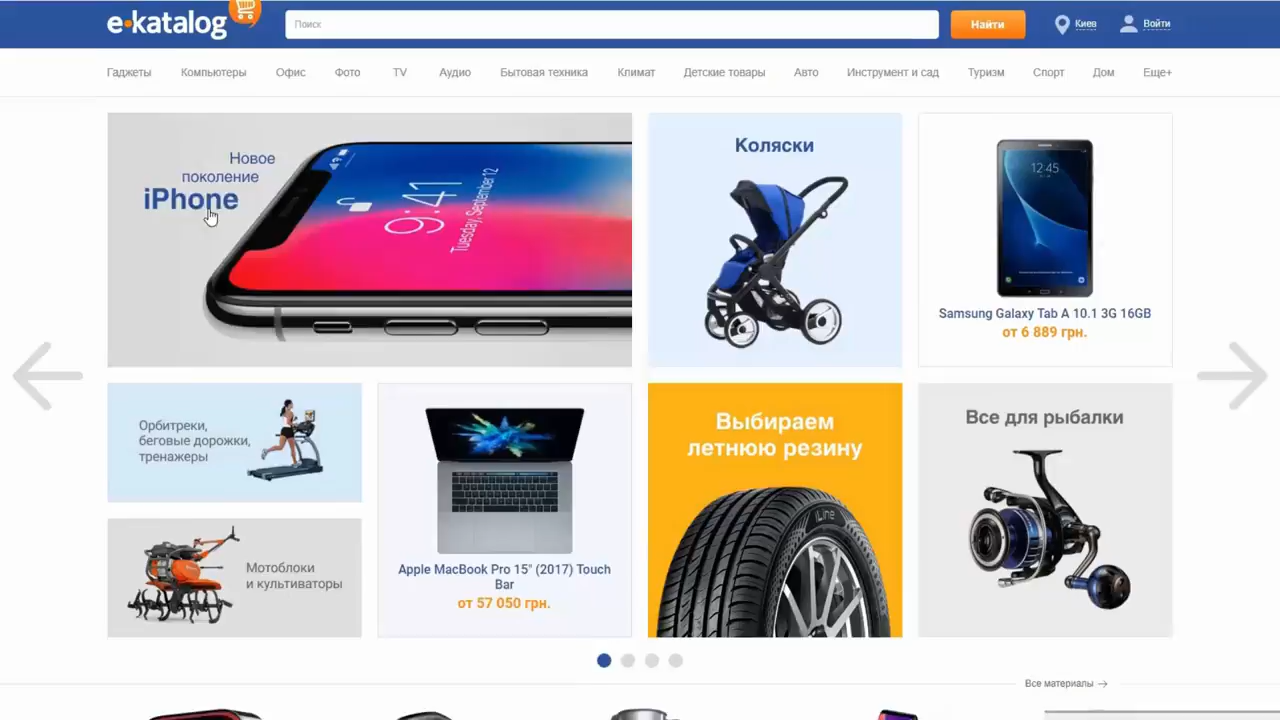 e·katalog
Поиск
Найти
Киев
Войти
Гаджеты Компьютеры Офис Фото TV Аудио Бытовая техника Климат Детские товары Авто Инструмент и сад Туризм Спорт Дом Еще+
Новое
поколение
iPhone
9:41
Tuesday, September 12
Коляски
12:45
Samsung Galaxy Tab A 10.1 3G 16GB
от 6 889 грн.
Орбитреки,
беговые дорожки,
тренажеры
Мотоблоки
и культиваторы
Apple MacBook Pro 15" (2017) Touch
Bar
от 57 050 грн.
Выбираем
летнюю резину
iLine
Все для рыбалки
Все материалы →